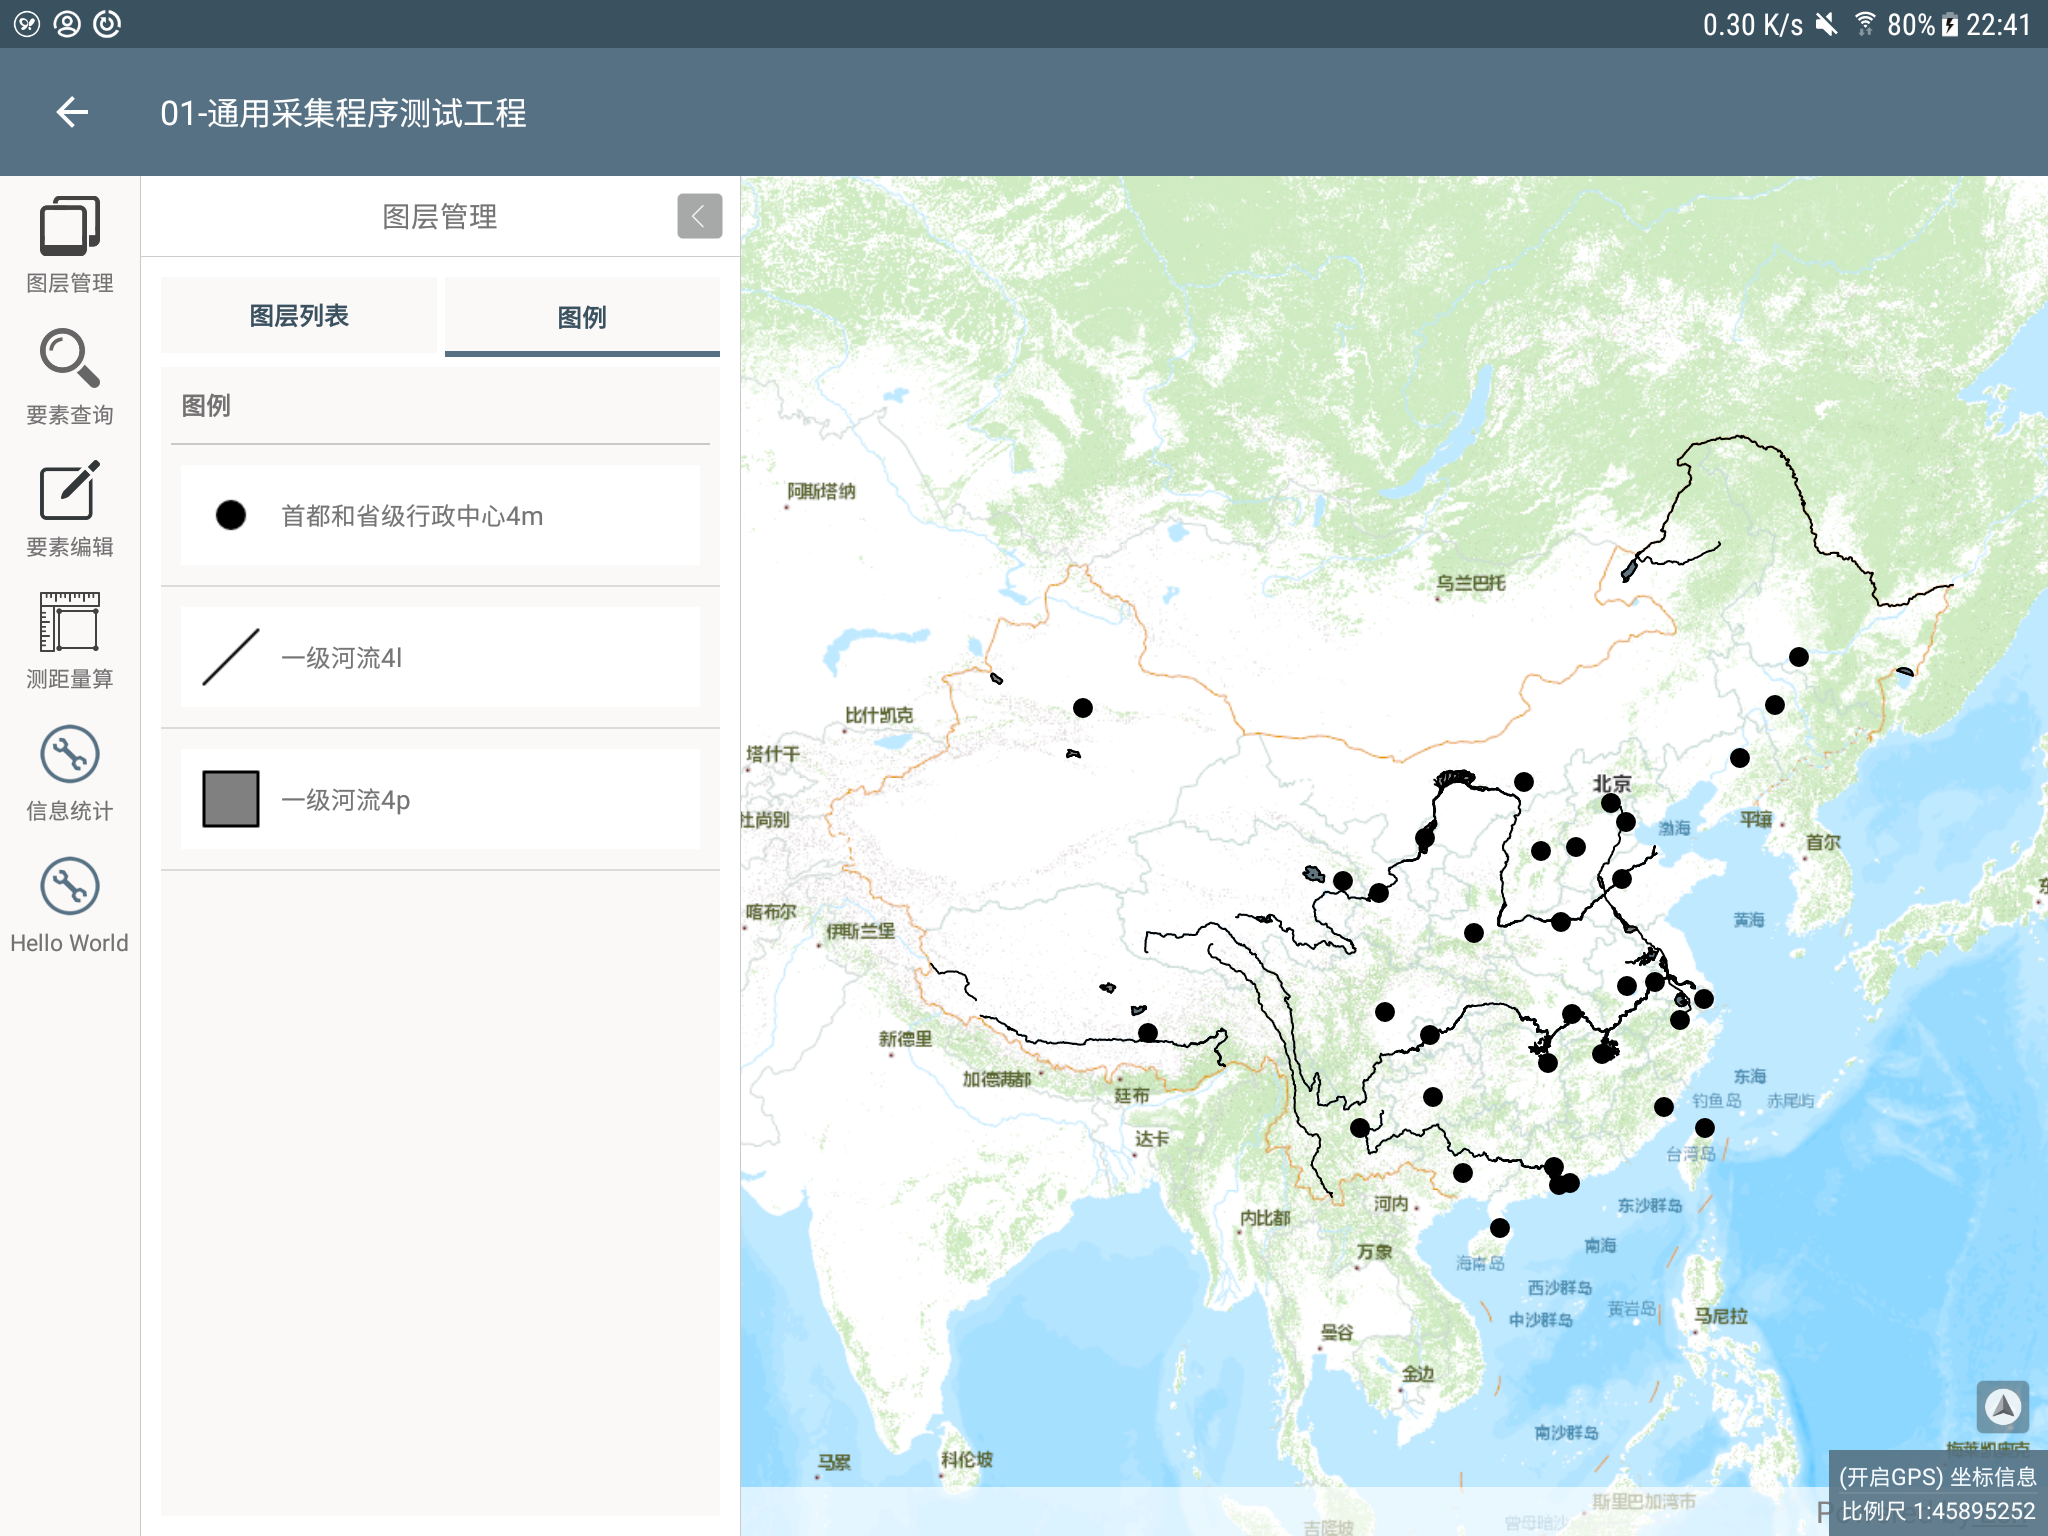 0.30 K/s 80% 22:41
01-通用采集程序测试工程
图层管理
要素查询
要素编辑
测距量算
信息统计
Hello World
图层管理
图层列表
图例
图例
首都和省级行政中心4m
一级河流4l
一级河流4p
阿斯塔纳
乌兰巴托
比什凯克
塔什干
杜尚别
北京
渤海
平壤
首尔
喀布尔
伊斯兰堡
黄海
新德里
加德满都
廷布
东海
钓鱼岛
赤尾屿
达卡
台湾岛
河内
内比都
东沙群岛
万象
海南岛
南海
西沙群岛
中沙群岛
黄岩岛
马尼拉
曼谷
金边
南沙群岛
马累
科伦坡
斯里巴加湾市
曾母暗沙
吉隆坡
(开启GPS) 坐标信息
比例尺 1:45895252